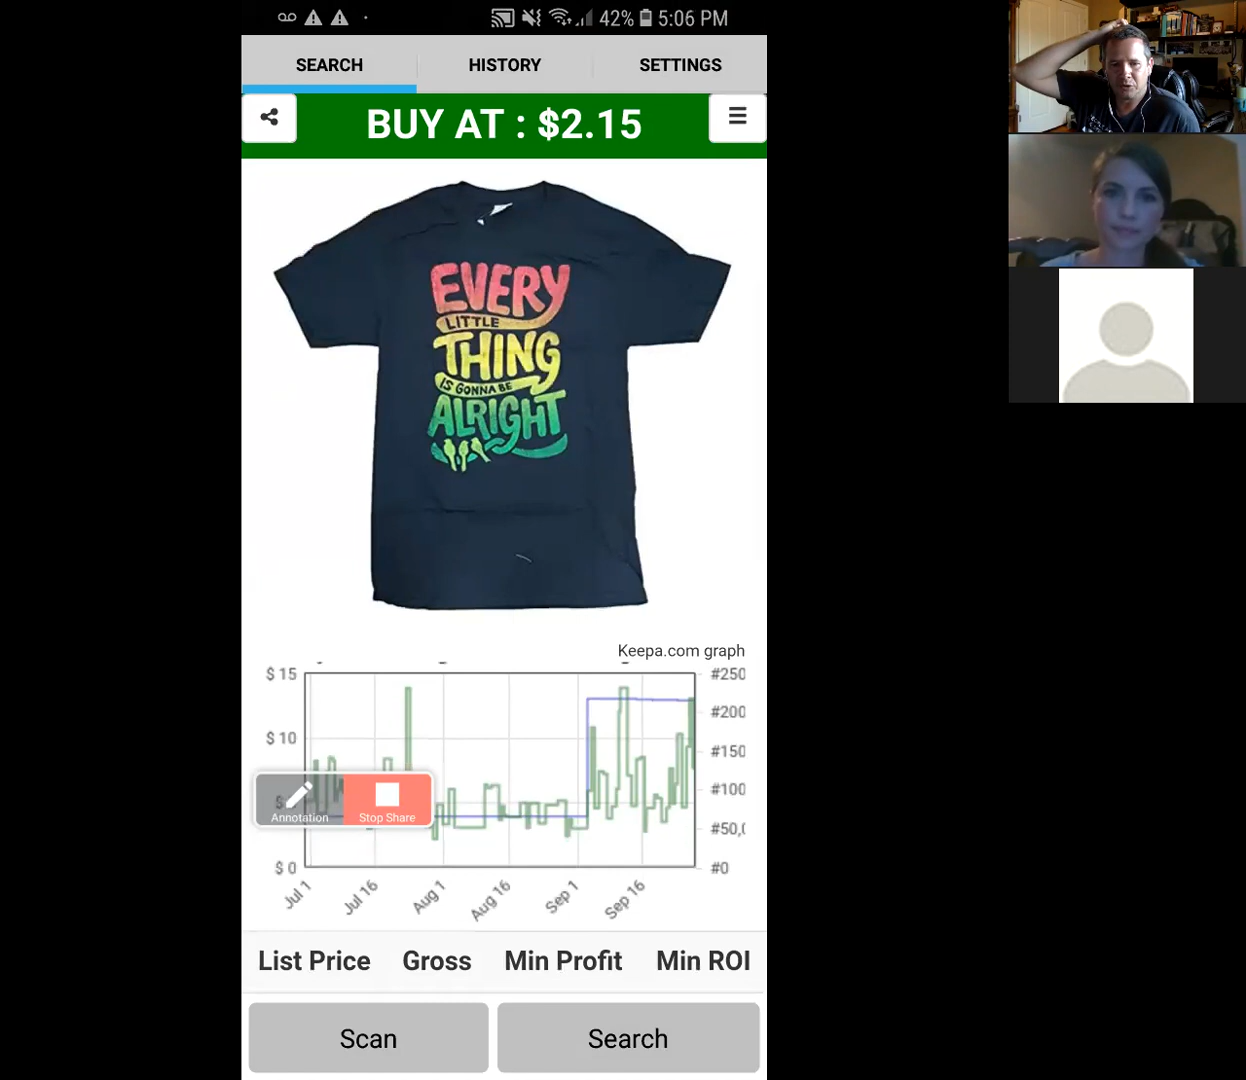 42% 5:06 PM
SEARCH HISTORY SETTINGS
BUY AT : $2.15
EVERY
LITTLE
THING
IS GONNA BE
ALRIGHT
Keepa.com graph
$ 15 #250
#200
$ 10 #150
#100
Annotation Stop Share
#50,0
$ 0 #0
Jul 1 Jul 16 Aug 1 Aug 16 Sep 1 Sep 16
List Price Gross Min Profit Min ROI
Scan Search